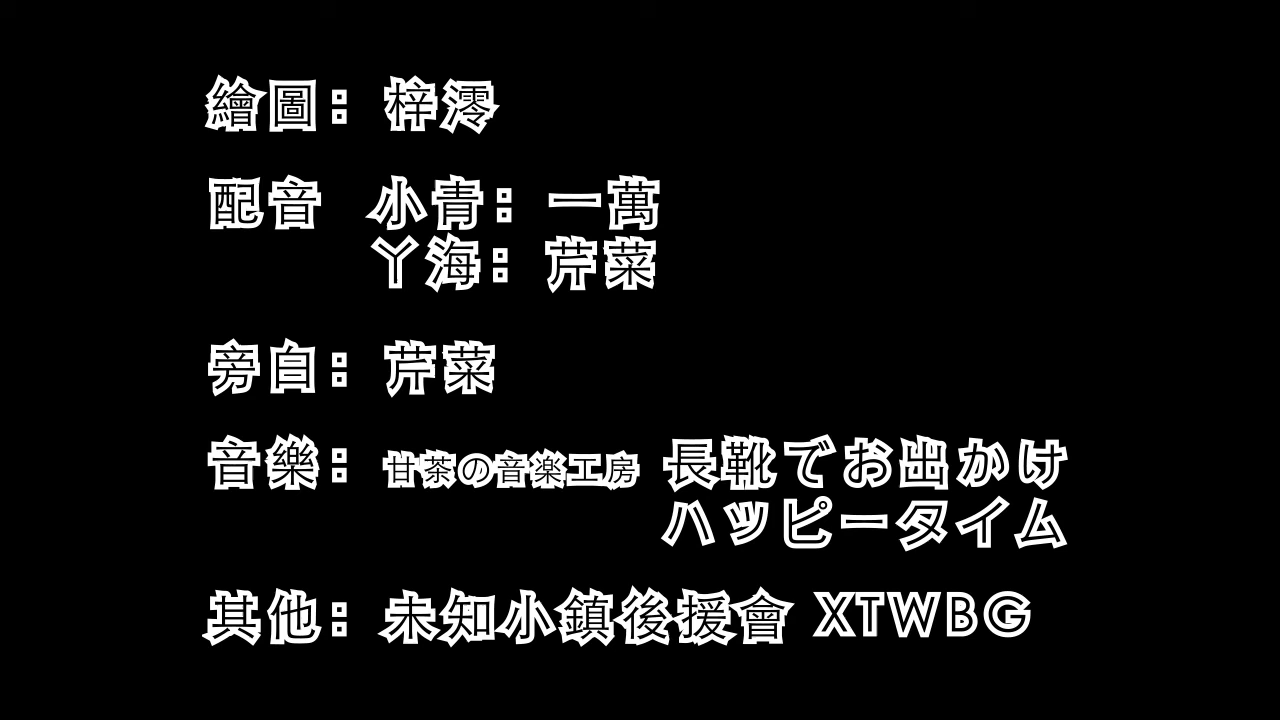 繪圖：梓澪
配音 小青：一萬
丫海：芹菜
旁白：芹菜
音樂：甘茶の音楽工房 長靴でお出かけ
ハッピータイム
其他：未知小鎮後援會 XTWBG